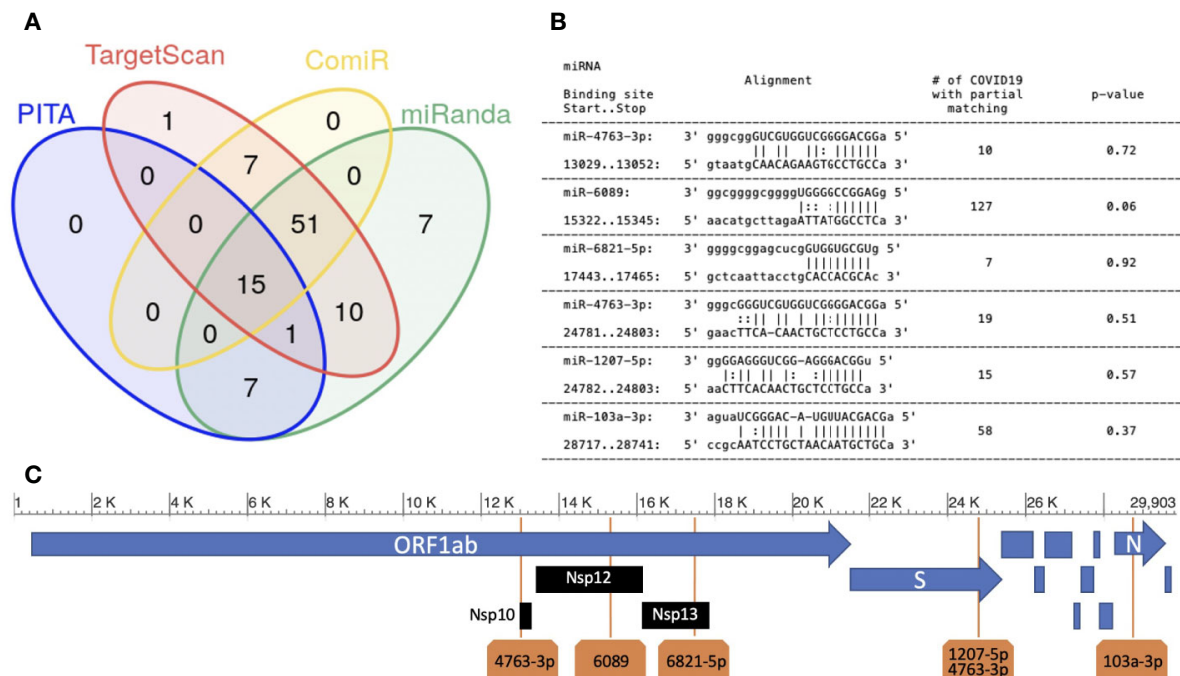 A
PITA
TargetScan
ComiR
miRanda
1
0
0
7
0
0
0
51
7
15
0
0
1
10
7
B
miRNA
Binding site
Start..Stop
Alignment
# of COVID19
with partial
matching
p-value
miR-4763-3p: 3' gggcggGUCGUGGUCGGGGACGGa 5'
|| || ||: ||||||
13029..13052: 5' gtaatgCAACAGAAGTGCCTGCCa 3'
10 0.72
miR-6089: 3' ggcggggcggggUGGGGCCGGAGg 5'
|:: :||||||
15322..15345: 5' aacatgcttagaATTATGGCCTCa 3'
127 0.06
miR-6821-5p: 3' ggggcggagcucgGUGGUGCGUg 5'
|||||||||
17443..17465: 5' gctcaattacctgCACCACGCAc 3'
7 0.92
miR-4763-3p: 3' gggcGGGUCGUGGUCGGGGACGGa 5'
::|| || | ||:||||||
24781..24803: 5' gaacTTCA-CAACTGCTCCTGCCa 3'
19 0.51
miR-1207-5p: 3' ggGGAGGGUCGG-AGGGACGGu 5'
|:|| || |: :||||||
24782..24803: 5' aaCTTCACAACTGCTCCTGCCa 3'
15 0.57
miR-103a-3p: 3' aguaUCGGGAC-A-UGUUACGACGa 5'
| :|||| | ||||||||||
28717..28741: 5' ccgcAATCCTGCTAACAATGCTGCa 3'
58 0.37
C
1 2 K 4 K 6 K 8 K 10 K 12 K 14 K 16 K 18 K 20 K 22 K 24 K 26 K 29,903
ORF1ab
N
Nsp12
S
Nsp10
Nsp13
4763-3p
6089
6821-5p
1207-5p
4763-3p
103a-3p